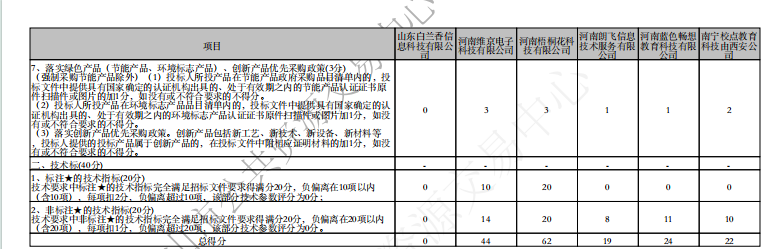 项目
山东白兰香信
息科技有限公
司
河南维京电子
科技有限公司
河南梧桐花科
技有限公司
河南朗飞信息
技术服务有限
公司
河南蓝色畅想
教育科技有限
公司
南宁校点教育
科技由西安公
司
7、落实绿色产品（节能产品、环境标志产品）、创新产品优先采购政策(3分)
（强制采购节能产品除外）（1）投标人所投产品在节能产品政府采购品目清单内的，投
标文件中提供具有国家确定的认证机构出具的、处于有效期之内的节能产品认证证书原
件扫描件或图片的加1分，如没有或不符合要求的不得分。
（2）投标人所投产品在环境标志产品品目清单内的，投标文件中提供具有国家确定的认
证机构出具的、处于有效期之内的环境标志产品认证证书原件扫描件或图片加1分，如没
有或不符合要求的不得分。
（3）落实创新产品优先采购政策。创新产品包括新工艺、新技术、新设备、新材料等
，投标人提供的投标产品属于创新产品的，在投标文件中附相应证明材料的加1分，如没
有或不符合要求的不得分。
0 3 3 1 1 2
二、技术标(40分) - - - - - -
1、标注★的技术指标(20分)
技术要求中标注★的技术指标完全满足招标文件要求得满分20分，负偏离在10项以内
（含10项），每项扣2分，负偏离超过10项，该部分技术参数评分为0分；
0 10 20 0 0 0
2、非标注★的技术指标(20分)
技术要求中非标注★的技术指标完全满足招标文件要求得满分20分，负偏离在20项以内
（含20项），每项扣1分，负偏离超过20项，该部分技术参数评分为0分。
0 14 20 8 11 10
总得分 0 44 62 19 24 22